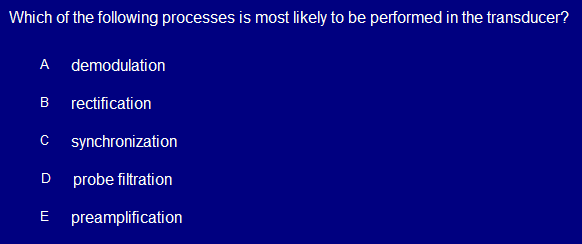 Which of the following processes is most likely to be performed in the transducer?
A demodulation
B rectification
C synchronization
D probe filtration
E preamplification